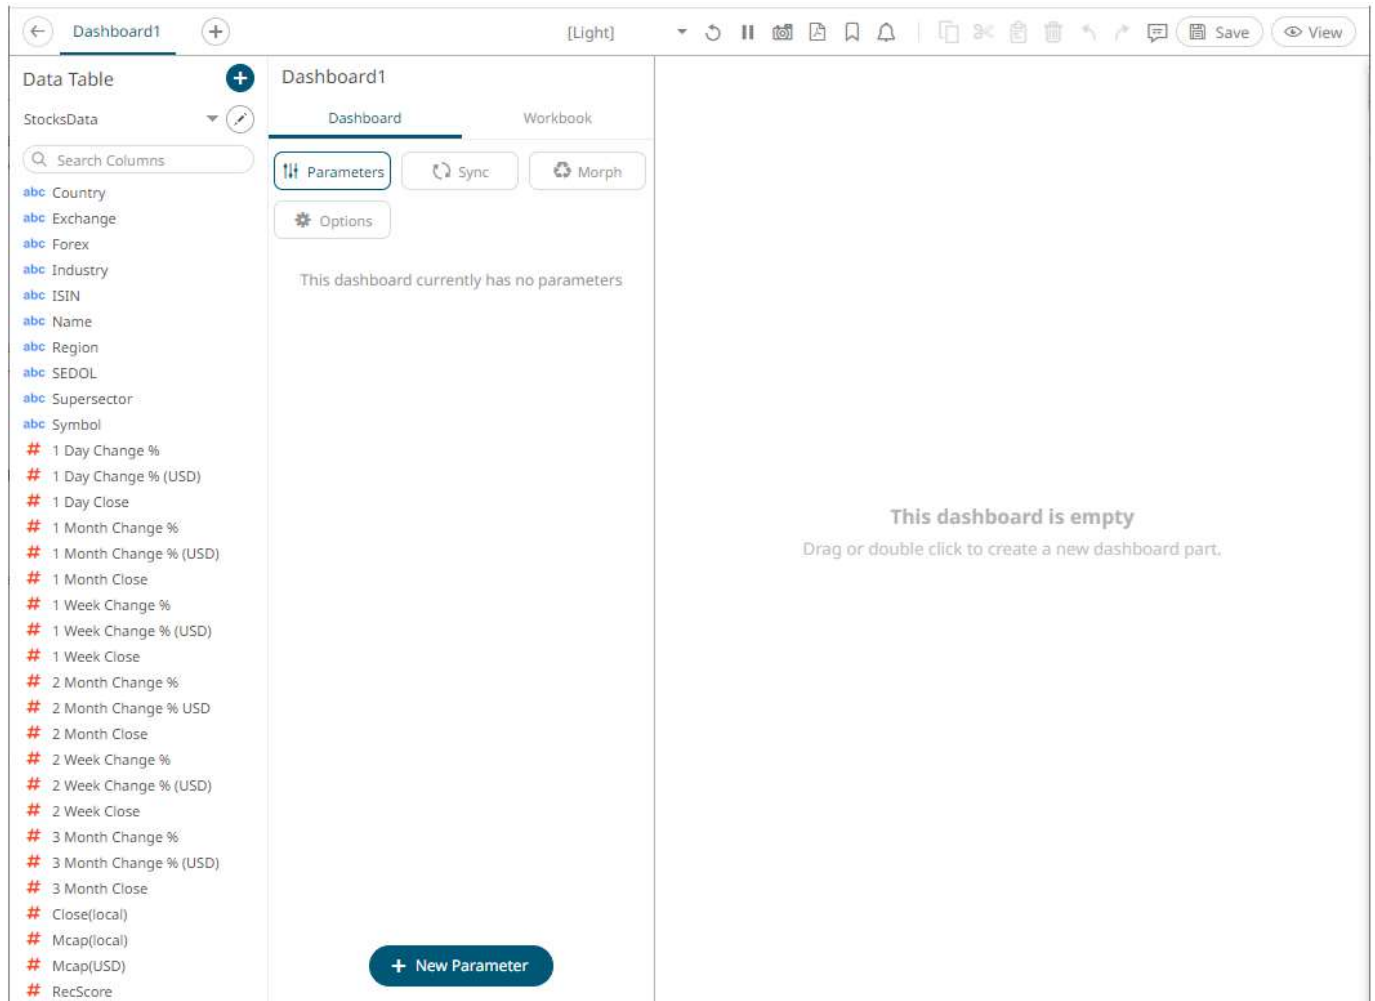 Dashboard1
[Light]
Save
View
Data Table
StocksData
Search Columns
abc Country
abc Exchange
abc Forex
abc Industry
abc ISIN
abc Name
abc Region
abc SEDOL
abc Supersector
abc Symbol
# 1 Day Change %
# 1 Day Change % (USD)
# 1 Day Close
# 1 Month Change %
# 1 Month Change % (USD)
# 1 Month Close
# 1 Week Change %
# 1 Week Change % (USD)
# 1 Week Close
# 2 Month Change %
# 2 Month Change % USD
# 2 Month Close
# 2 Week Change %
# 2 Week Change % (USD)
# 2 Week Close
# 3 Month Change %
# 3 Month Change % (USD)
# 3 Month Close
# Close(local)
# Mcap(local)
# Mcap(USD)
# RecScore
Dashboard1
Dashboard
Workbook
Parameters
Sync
Morph
Options
This dashboard currently has no parameters
+ New Parameter
This dashboard is empty
Drag or double click to create a new dashboard part.